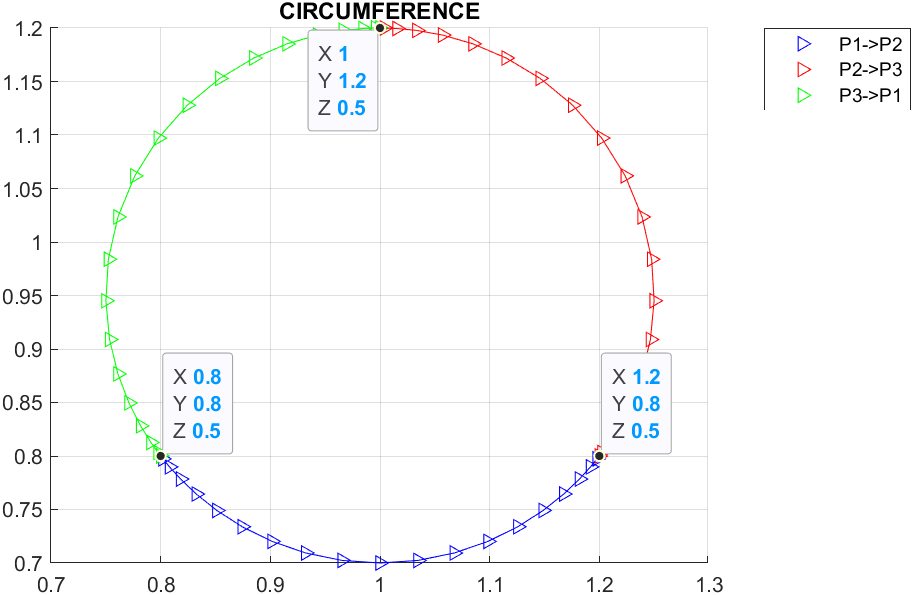 CIRCUMFERENCE
1.2
1.15
1.1
1.05
1
0.95
0.9
0.85
0.8
0.75
0.7
X 1
Y 1.2
Z 0.5
X 0.8
Y 0.8
Z 0.5
X 1.2
Y 0.8
Z 0.5
0.7 0.8 0.9 1 1.1 1.2 1.3
P1->P2
P2->P3
P3->P1